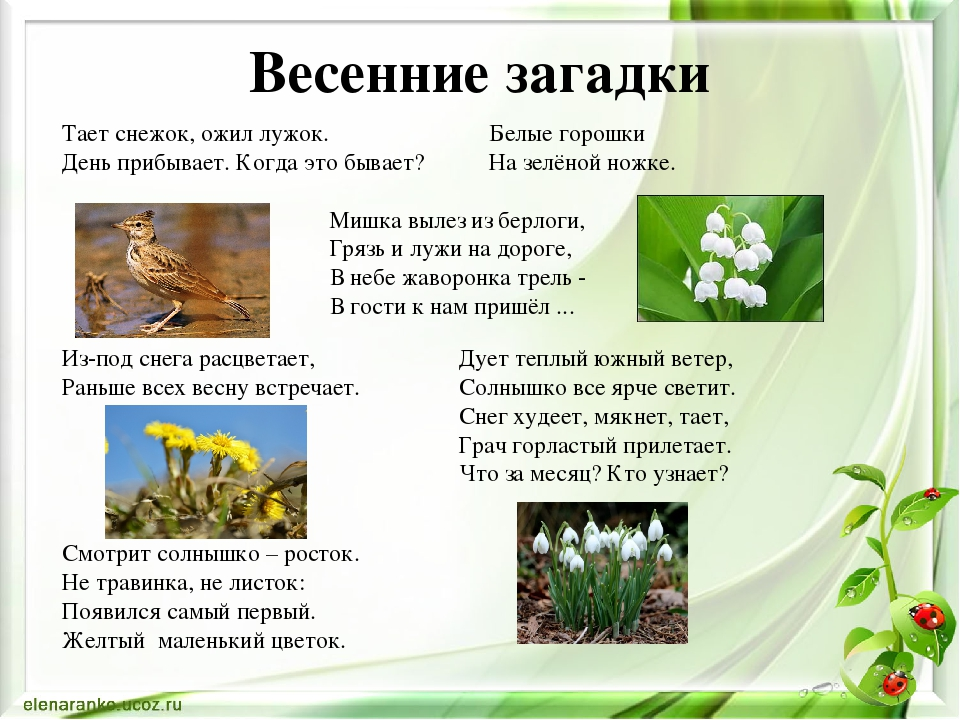 Весенние загадки
Тает снежок, ожил лужок.
День прибывает. Когда это бывает?
Белые горошки
На зелёной ножке.
Мишка вылез из берлоги,
Грязь и лужи на дороге,
В небе жаворонка трель -
В гости к нам пришёл ...
Из-под снега расцветает,
Раньше всех весну встречает.
Дует теплый южный ветер,
Солнышко все ярче светит.
Снег худеет, мякнет, тает,
Грач горластый прилетает.
Что за месяц? Кто узнает?
Смотрит солнышко – росток.
Не травинка, не листок:
Появился самый первый.
Желтый  маленький цветок.
elenaranko.ucoz.ru